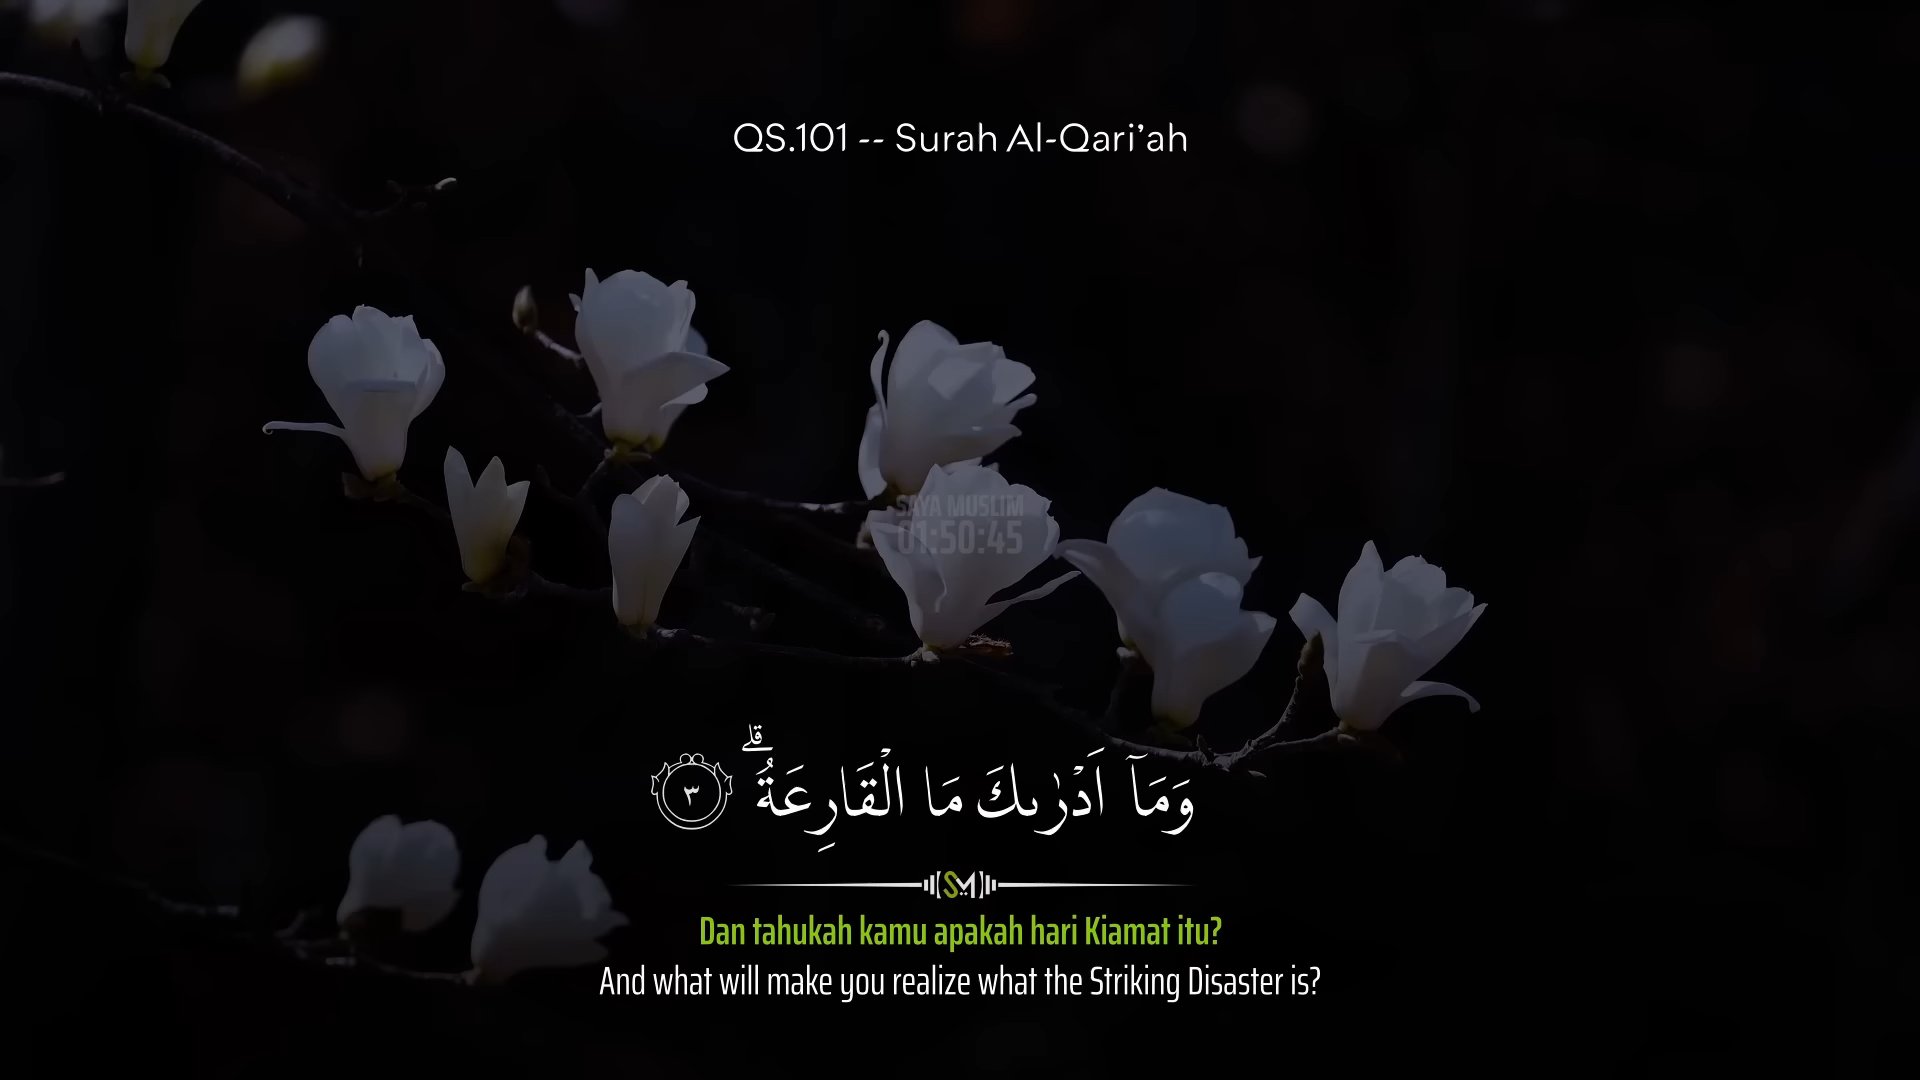 QS.101 -- Surah Al-Qari’ah
SAYA MUSLIM
01:50:45
وَمَآ اَدْرٰىكَ مَا الْقَارِعَةُ ۗ ٣
SM
Dan tahukah kamu apakah hari Kiamat itu?
And what will make you realize what the Striking Disaster is?